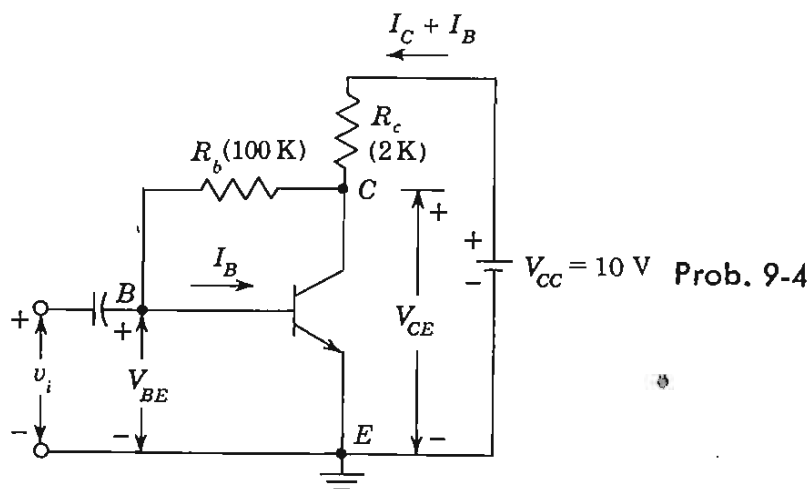 I_C + I_B
R_c
(2 K)
R_b (100 K)
C
+
I_B
+
V_CC = 10 V
Prob. 9-4
-
B
+
+
V_CE
v_i
V_BE
-
-
E
-